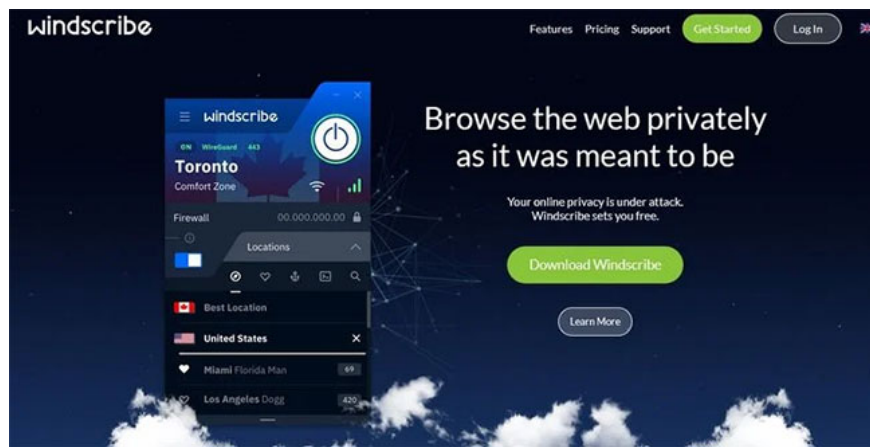 windscribe
Features Pricing Support Get Started Log In
windscribe
ON WireGuard 443
Toronto
Comfort Zone
Firewall 00.000.000.00
Locations
Best Location
United States
Miami Florida Man 69
Los Angeles Dogg 420
Browse the web privately
as it was meant to be
Your online privacy is under attack.
Windscribe sets you free.
Download Windscribe
Learn More